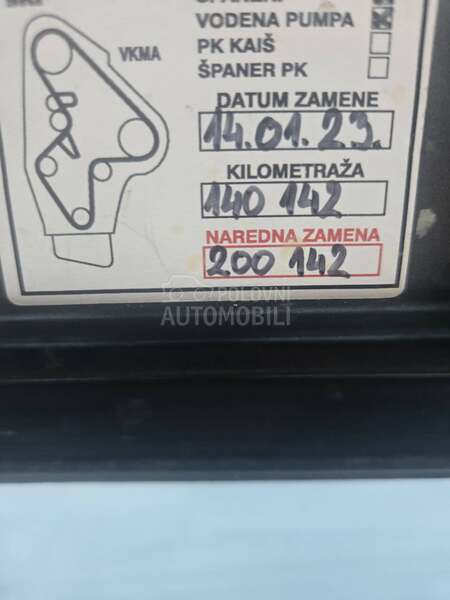 VKMA
VODENA PUMPA
PK KAIŠ
ŠPANER PK
DATUM ZAMENE
14.01.23.
KILOMETRAŽA
140 142
NAREDNA ZAMENA
200 142
POLOVNI
AUTOMOBILI